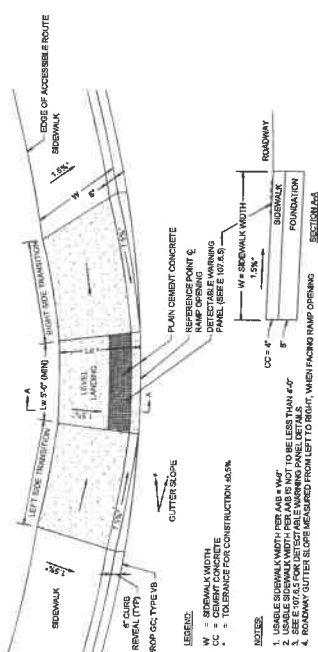 EDGE OF ACCESSIBLE ROUTE
SIDEWALK
1.5%*
W
6"
RIGHT SIDE TRANSITION
LEFT SIDE TRANSITION
Lw 5'-0" (MIN)
A
LEVEL
LANDING
A
1.5%*
SIDEWALK
6" CURB
REVEAL (TYP)
PROP GC; TYPE VB
GUTTER SLOPE
PLAIN CEMENT CONCRETE
REFERENCE POINT ℄
RAMP OPENING
DETECTABLE WARNING
PANEL (SEE E 107.6.5)
LEGEND:
W = SIDEWALK WIDTH
CC = CEMENT CONCRETE
* = TOLERANCE FOR CONSTRUCTION ±0.5%
NOTES:
1. USABLE SIDEWALK WIDTH PER AAB = W-6"
2. USABLE SIDEWALK WIDTH PER AAB IS NOT TO BE LESS THAN 4'-0"
3. SEE E 107.6.5 FOR DETECTABLE WARNING PANEL DETAILS
4. ROADWAY GUTTER SLOPE MEASURED FROM LEFT TO RIGHT, WHEN FACING RAMP OPENING
W = SIDEWALK WIDTH
1.5%*
ROADWAY
CC = 4"
SIDEWALK
8"
FOUNDATION
SECTION A-A